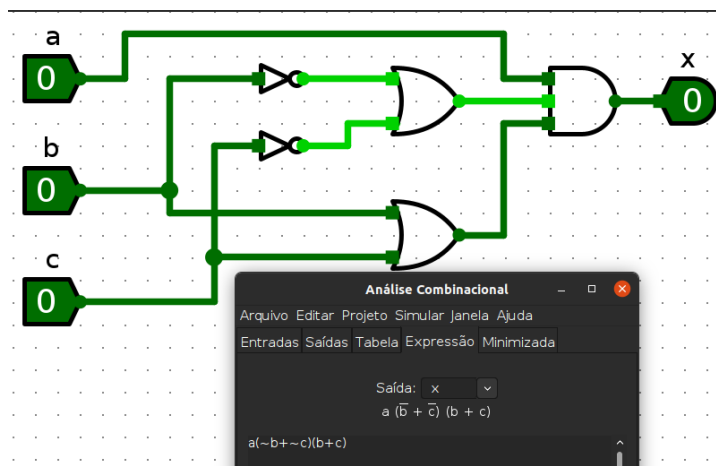 a
0
x
0
b
0
c
0
Análise Combinacional
Arquivo Editar Projeto Simular Janela Ajuda
Entradas Saídas Tabela Expressão Minimizada
Saída: x
a (b̅ + c̅) (b + c)
a(~b+~c)(b+c)